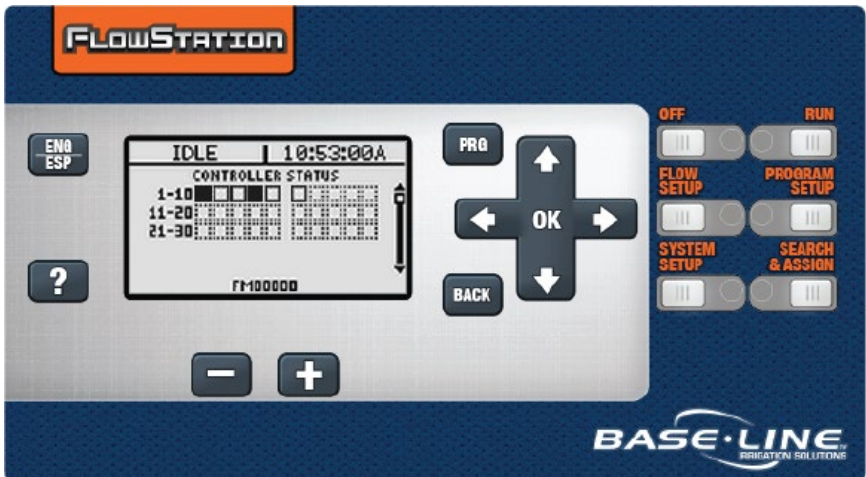 FLOWSTATION
ENG
ESP
PRG
OFF
RUN
IDLE | 10:53:00A
CONTROLLER STATUS
1-10
11-20
21-30
FM00000
OK
FLOW
SETUP
PROGRAM
SETUP
?
BACK
SYSTEM
SETUP
SEARCH
& ASSIGN
- +
BASE·LINE™
IRRIGATION SOLUTIONS